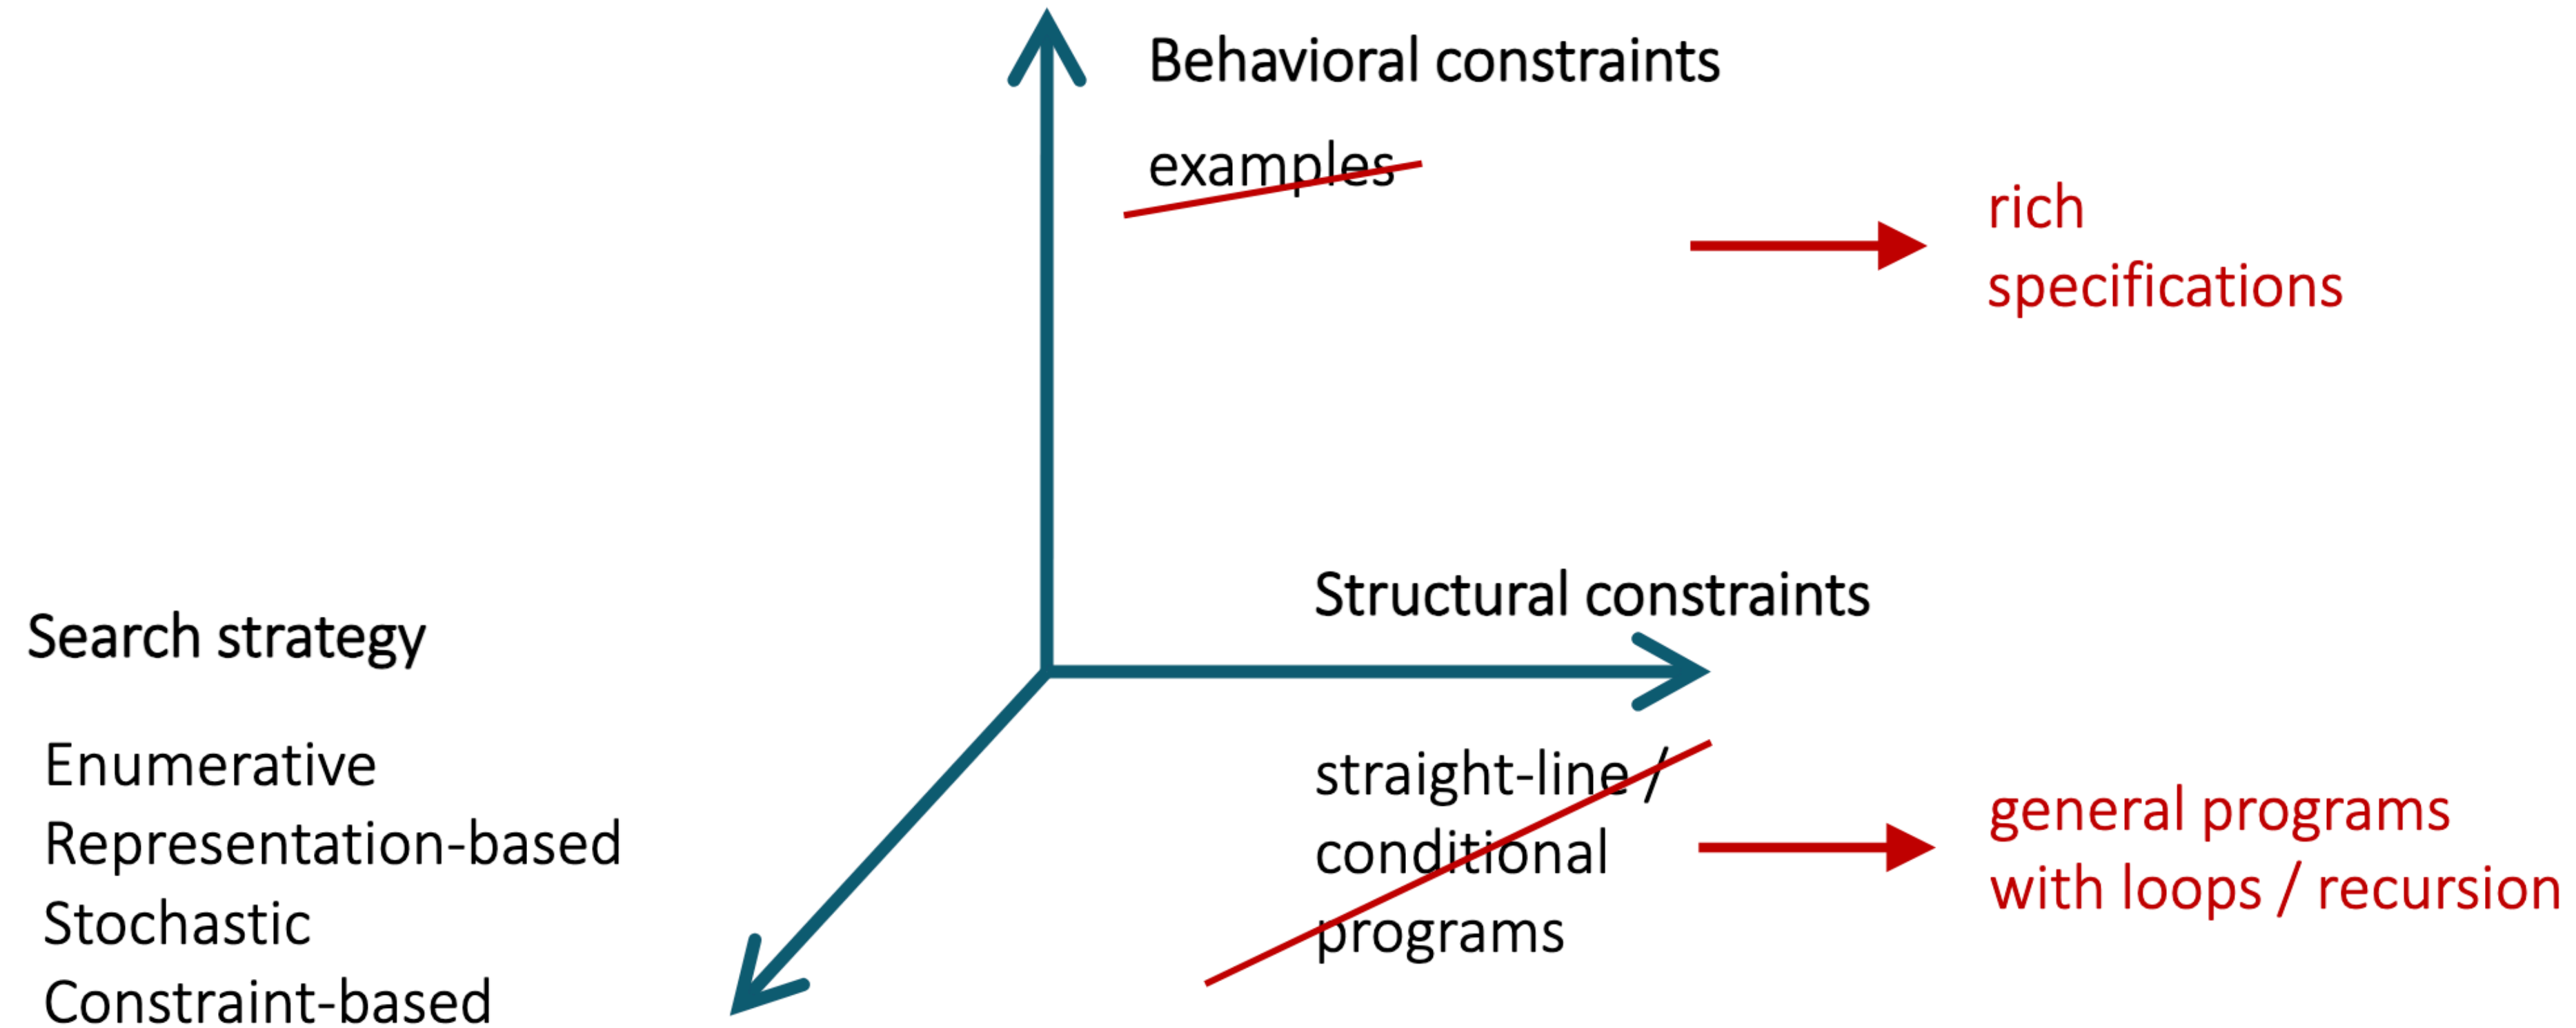 Behavioral constraints
examples
rich
specifications
Structural constraints
straight-line /
conditional
programs
general programs
with loops / recursion
Search strategy
Enumerative
Representation-based
Stochastic
Constraint-based